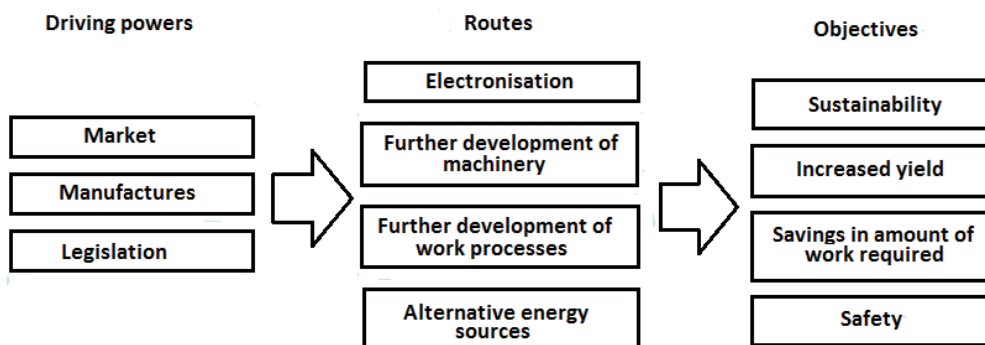 Driving powers
Market
Manufactures
Legislation
Routes
Electronisation
Further development of
machinery
Further development of
work processes
Alternative energy
sources
Objectives
Sustainability
Increased yield
Savings in amount of
work required
Safety